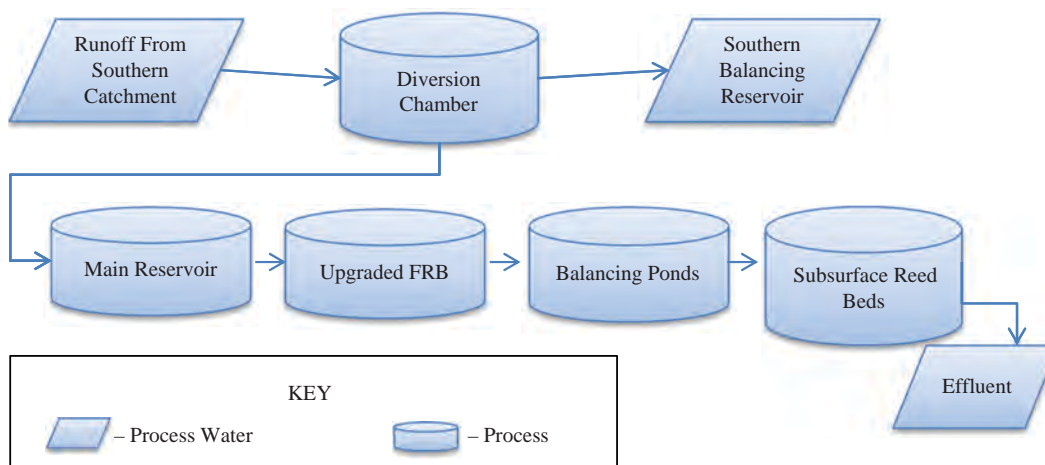 Runoff From
Southern
Catchment
Diversion
Chamber
Southern
Balancing
Reservoir
Main Reservoir
Upgraded FRB
Balancing Ponds
Subsurface Reed
Beds
Effluent
KEY
– Process Water
– Process